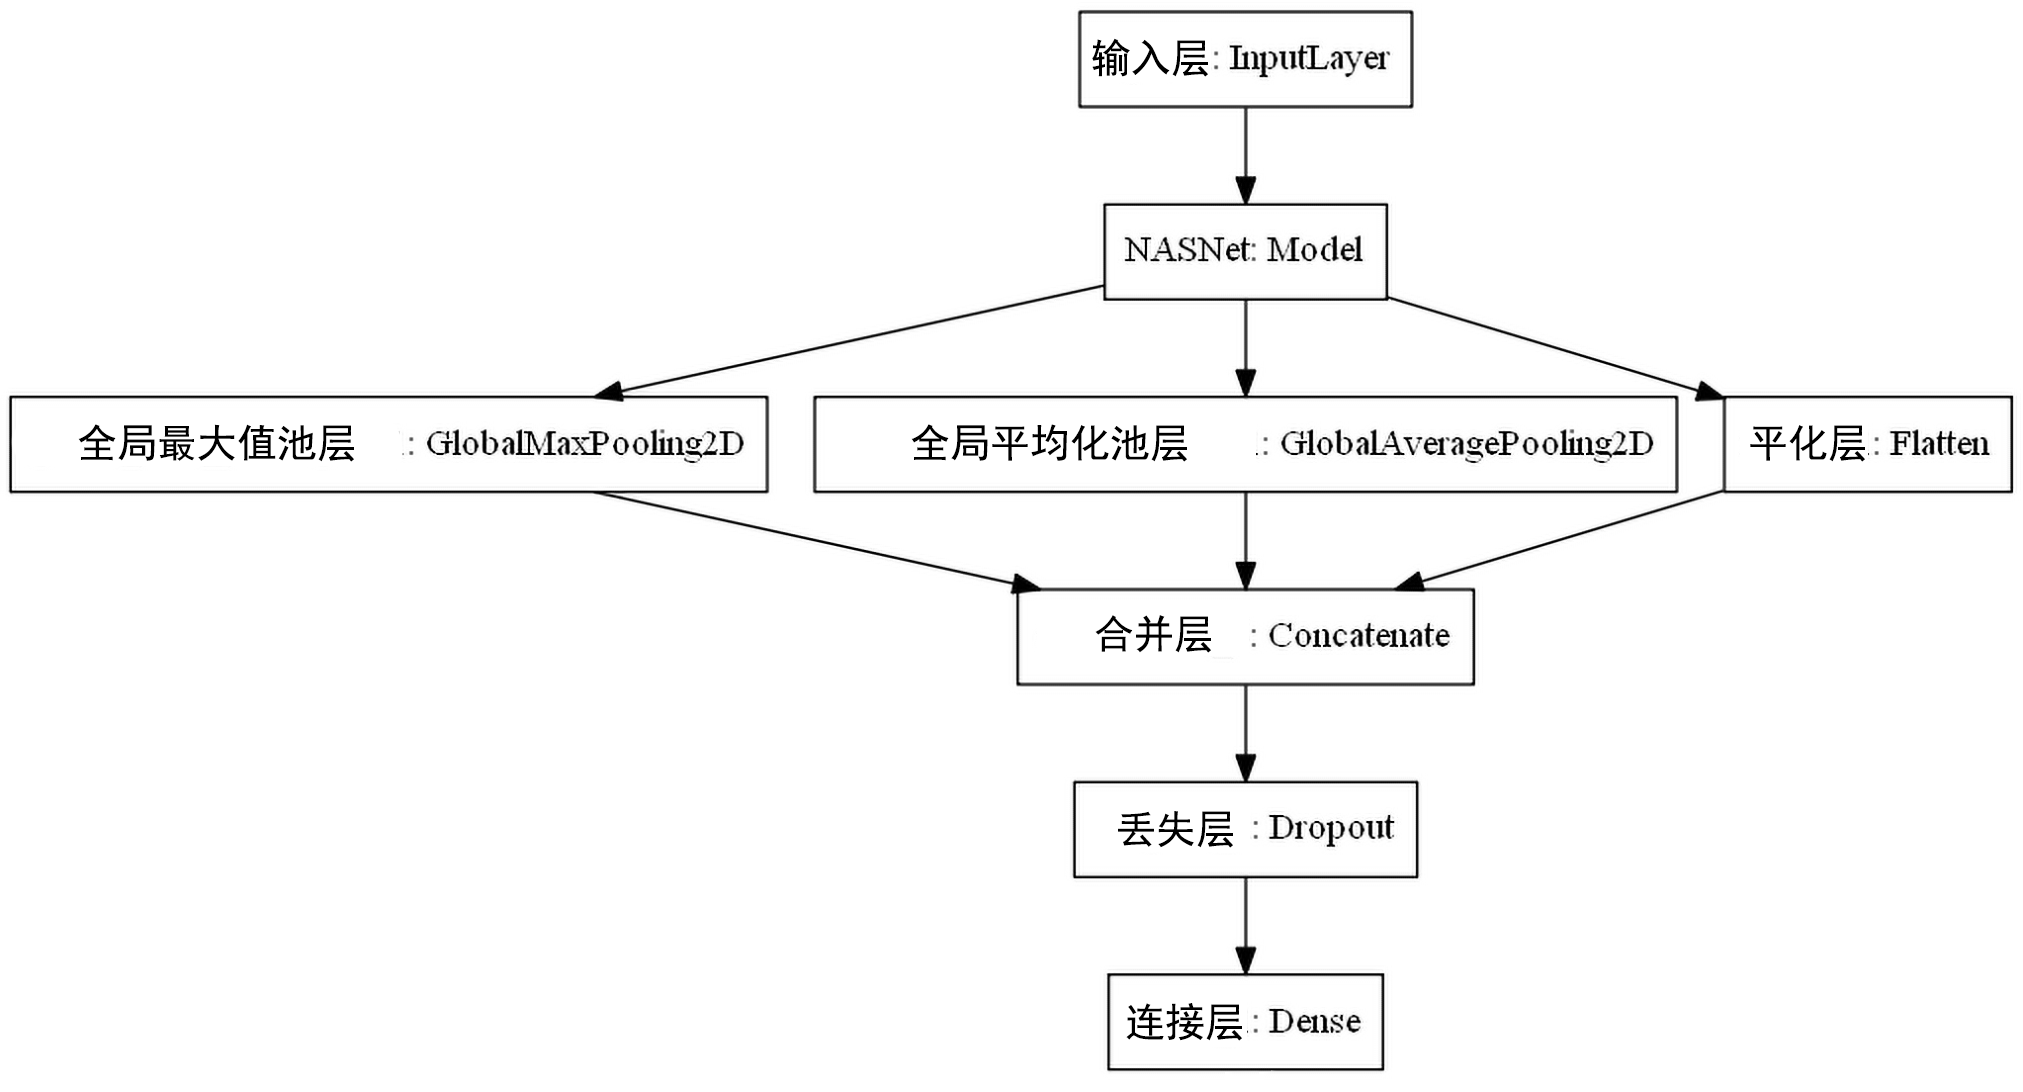 输入层: InputLayer
NASNet: Model
全局最大值池层 : GlobalMaxPooling2D
全局平均化池层 : GlobalAveragePooling2D
平化层: Flatten
合并层 : Concatenate
丢失层 : Dropout
连接层: Dense